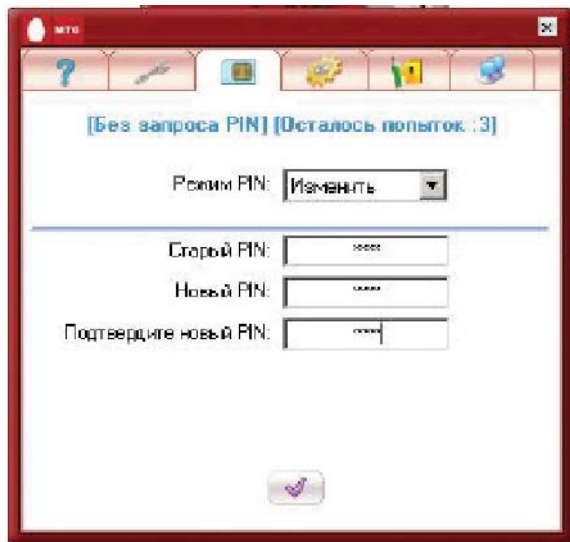 МТС
?
[Без запроса PIN] [Осталось попыток :3]
Режим PIN: Изменить
Старый PIN: ****
Новый PIN: ****
Подтвердите новый PIN: ****